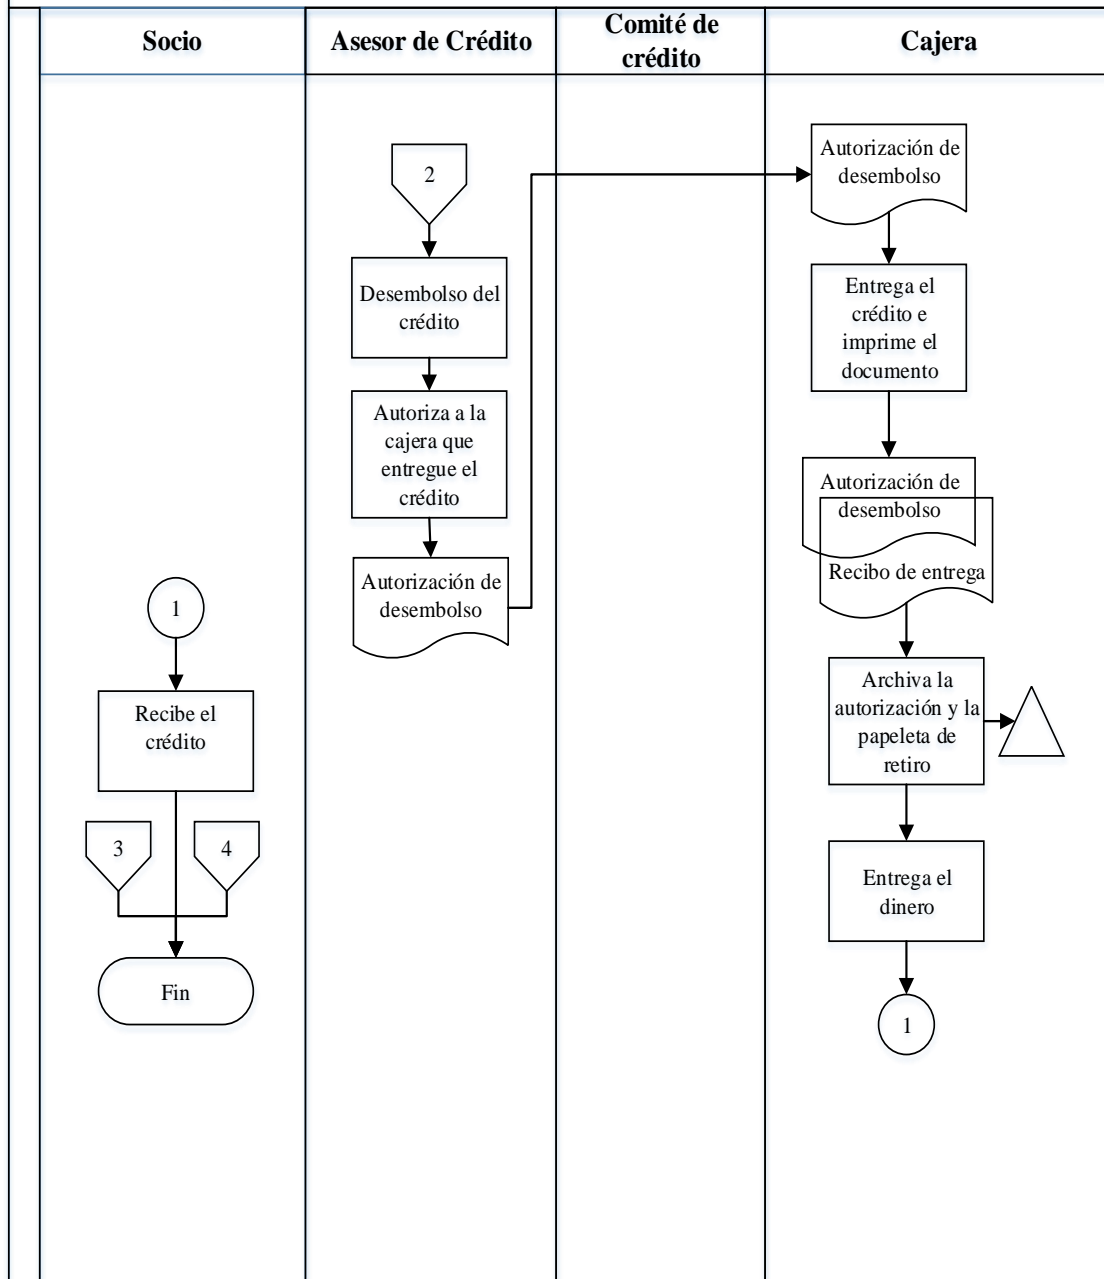 Socio
Asesor de Crédito
Comité de
crédito
Cajera
2
Desembolso del
crédito
Autoriza a la
cajera que
entregue el
crédito
Autorización de
desembolso
Autorización de
desembolso
Entrega el
crédito e
imprime el
documento
Autorización de
desembolso
Recibo de entrega
Archiva la
autorización y la
papeleta de
retiro
Entrega el
dinero
1
1
Recibe el
crédito
3
4
Fin